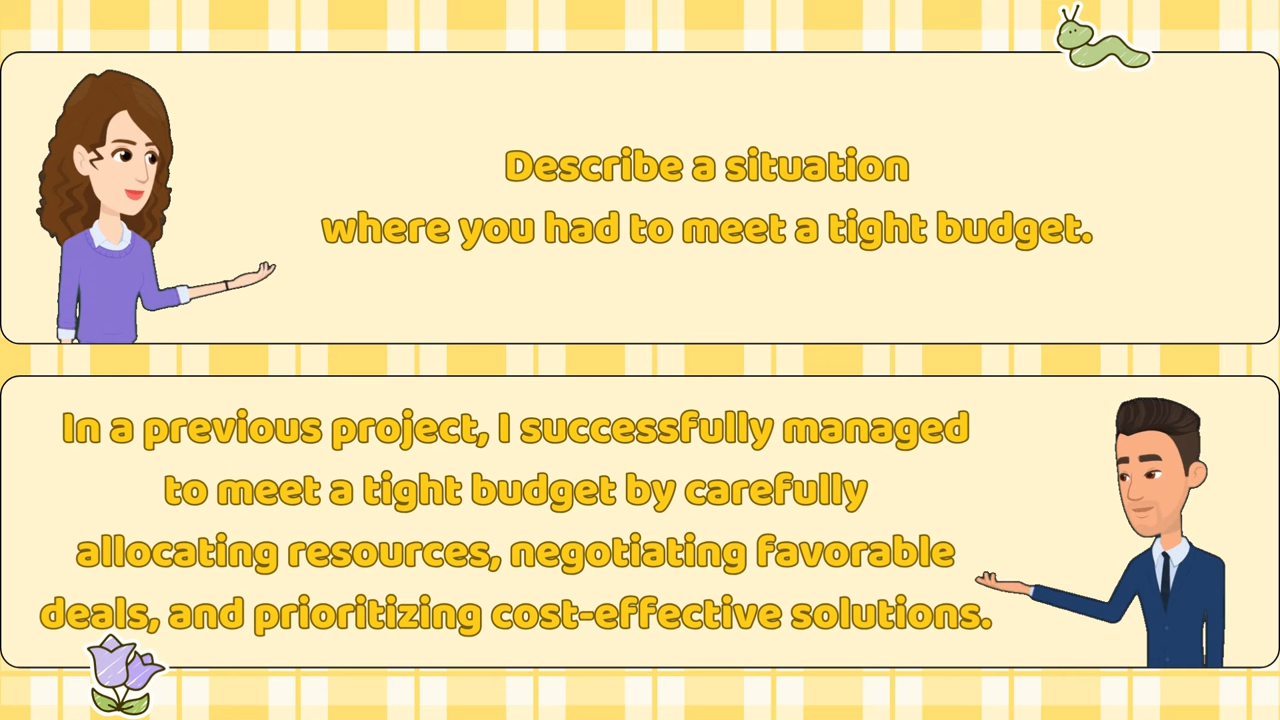 Describe a situation
where you had to meet a tight budget.
In a previous project, I successfully managed
to meet a tight budget by carefully
allocating resources, negotiating favorable
deals, and prioritizing cost-effective solutions.